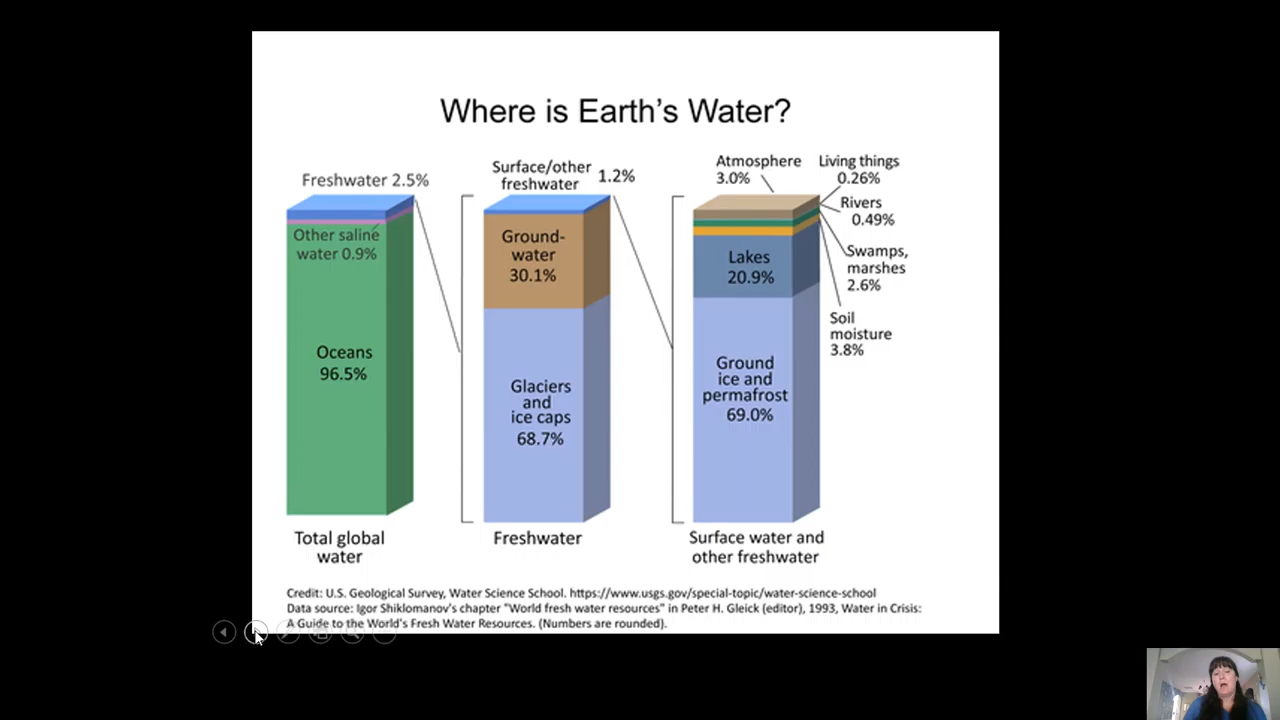 Where is Earth's Water?
Freshwater 2.5%
Other saline
water 0.9%
Oceans
96.5%
Total global
water
Surface/other
freshwater
1.2%
Ground-
water
30.1%
Glaciers
and
ice caps
68.7%
Freshwater
Atmosphere
3.0%
Living things
0.26%
Rivers
0.49%
Swamps,
marshes
2.6%
Soil
moisture
3.8%
Lakes
20.9%
Ground
ice and
permafrost
69.0%
Surface water and
other freshwater
Credit: U.S. Geological Survey, Water Science School. https://www.usgs.gov/special-topic/water-science-school
Data source: Igor Shiklomanov's chapter "World fresh water resources" in Peter H. Gleick (editor), 1993, Water in Crisis:
A Guide to the World's Fresh Water Resources. (Numbers are rounded).